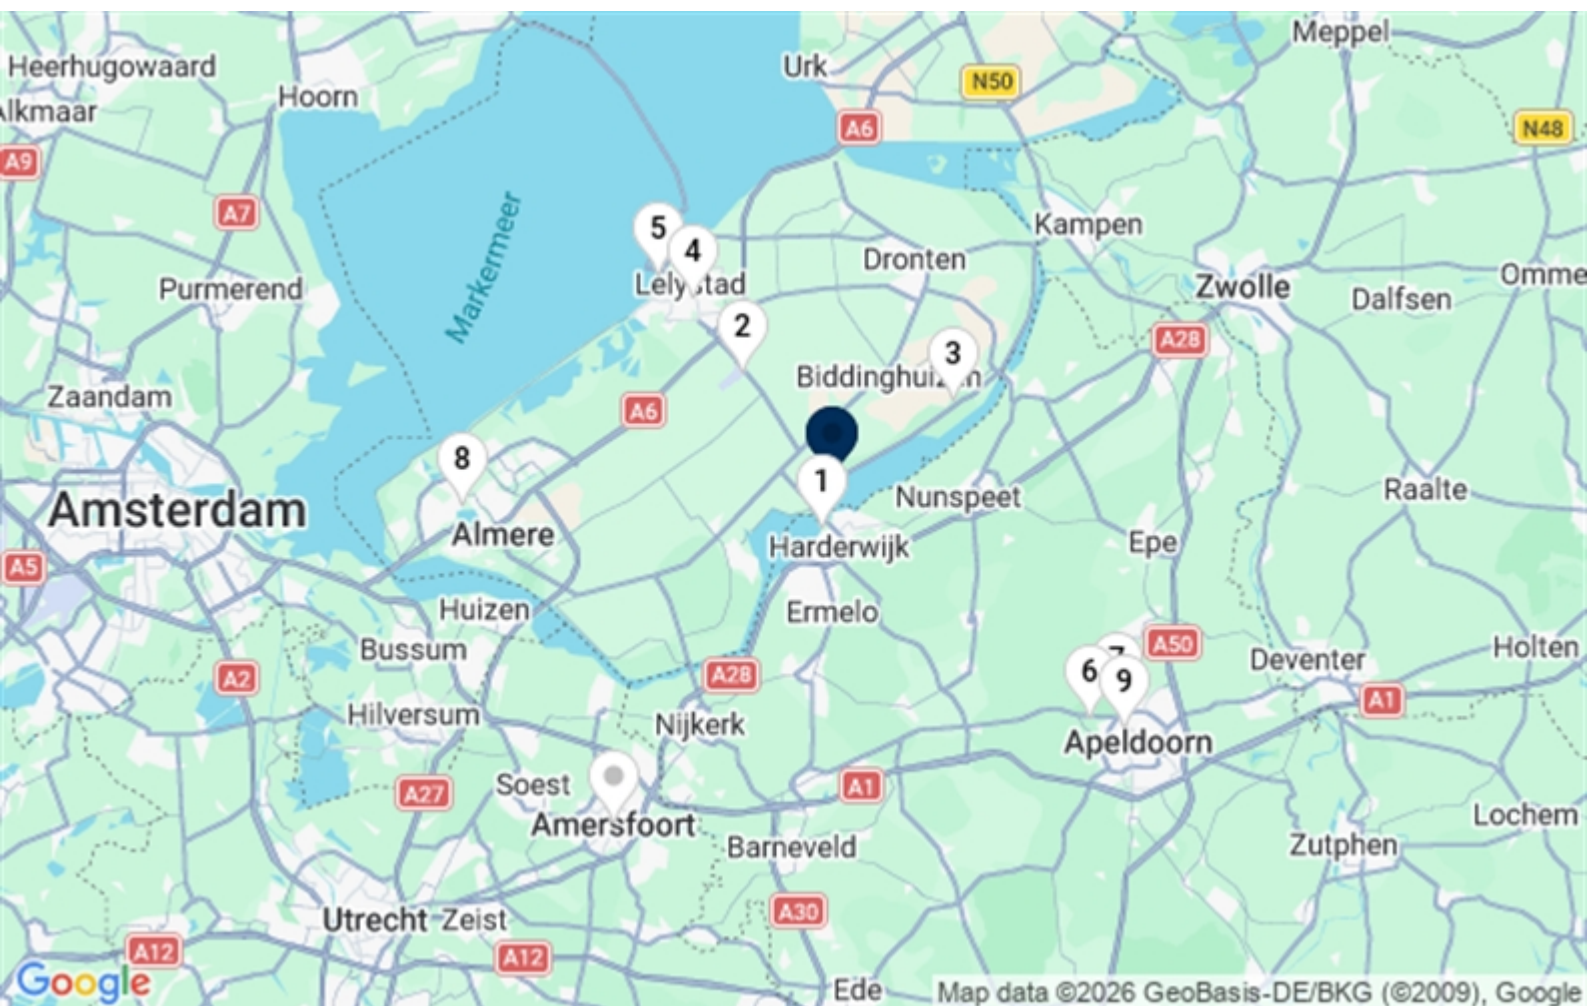 Meppel
Urk
Heerhugowaard
N50
Hoorn
Alkmaar
A6
N48
A9
A7
Markermeer
5
Kampen
4
Dronten
Purmerend
Lelystad
Zwolle
Dalfsen
Omme
2
A28
3
Biddinghuizen
Zaandam
A6
8
1
Raalte
Nunspeet
Amsterdam
Almere
Epe
Harderwijk
A5
Huizen
Ermelo
A50
Holten
Bussum
7
Deventer
6
9
A2
A28
A1
Hilversum
Nijkerk
Apeldoorn
Soest
A1
A27
Lochem
Amersfoort
Zutphen
Barneveld
A30
Utrecht
Zeist
A12
A12
Google
Ede
Map data ©2026 GeoBasis-DE/BKG (©2009), Google